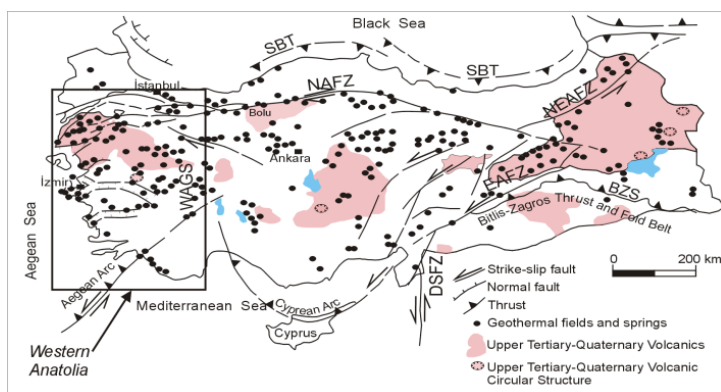 Black Sea
SBT
SBT
İstanbul
NAFZ
NEAFZ
Bolu
Ankara
WAGS
İzmir
EAFZ
BZS
Bitlis-Zagros Thrust and Fold Belt
Aegean Sea
Aegean Arc
DSFZ
Mediterranean Sea
Cyprean Arc
Cyprus
Western
Anatolia
0
200 km
Strike-slip fault
Normal fault
Thrust
Geothermal fields and springs
Upper Tertiary-Quaternary Volcanics
Upper Tertiary-Quaternary Volcanic
Circular Structure